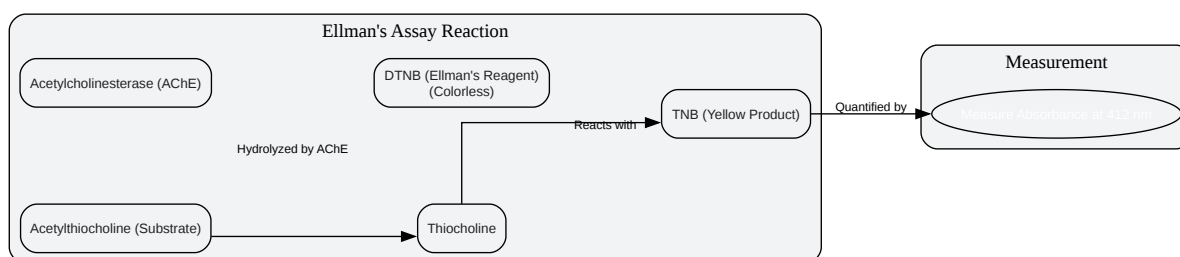 Ellman's Assay Reaction
Acetylcholinesterase (AChE)
DTNB (Ellman's Reagent)
(Colorless)
TNB (Yellow Product)
Reacts with
Hydrolyzed by AChE
Acetylthiocholine (Substrate)
Thiocholine
Quantified by
Measurement
Measure Absorbance at 412 nm